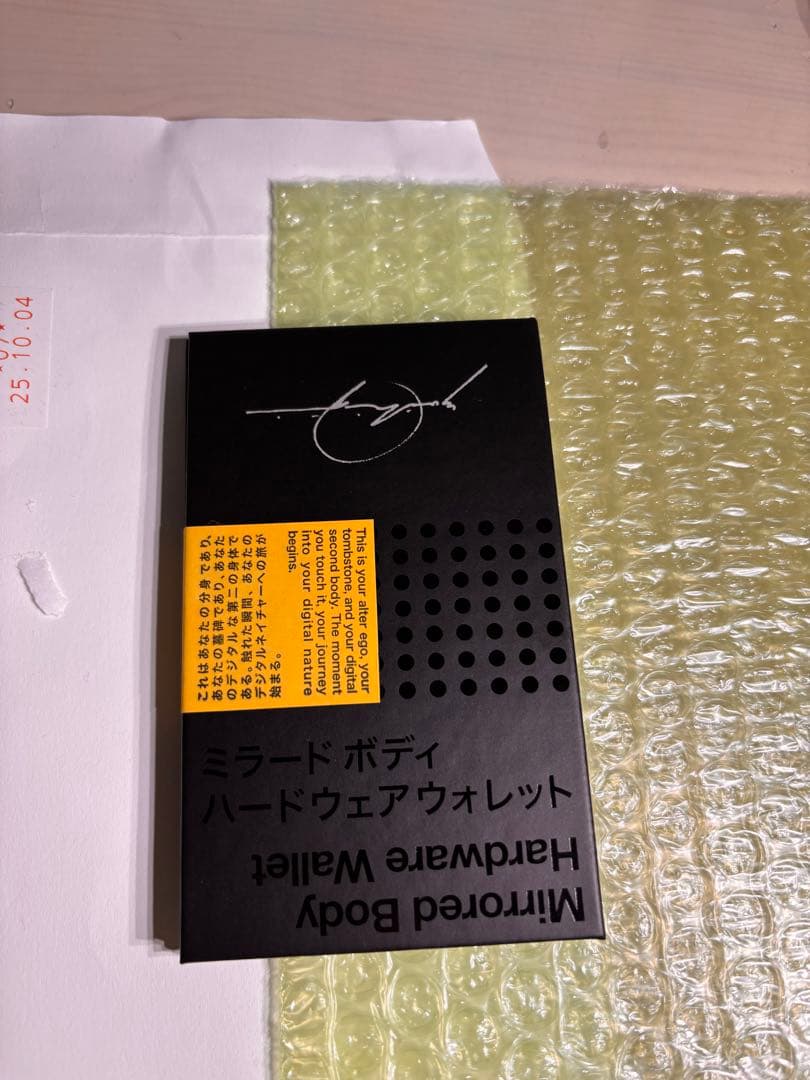 25.10.04
This is your alter ego, your
tombstone, and your digital
second body. The moment
you touch it, your journey
into your digital nature
begins.
これはあなたの分身であり、
あなたの墓碑であり、あなた
のデジタルな第二の身体で
ある。触れた瞬間、あなたの
デジタルネイチャーへの旅が
始まる。
ミラード ボディ
ハードウェアウォレット
Mirrored Body
Hardware Wallet